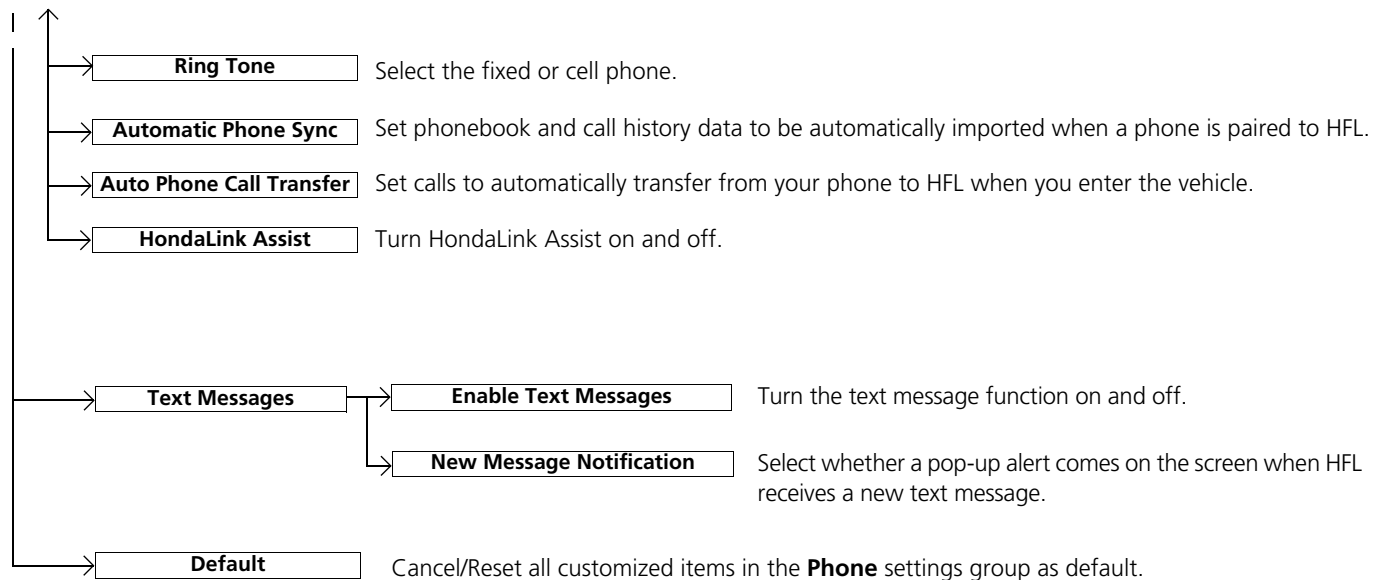 Ring Tone Select the fixed or cell phone.
Automatic Phone Sync Set phonebook and call history data to be automatically imported when a phone is paired to HFL.
Auto Phone Call Transfer Set calls to automatically transfer from your phone to HFL when you enter the vehicle.
HondaLink Assist Turn HondaLink Assist on and off.
Text Messages Enable Text Messages Turn the text message function on and off.
New Message Notification Select whether a pop-up alert comes on the screen when HFL
receives a new text message.
Default Cancel/Reset all customized items in the Phone settings group as default.